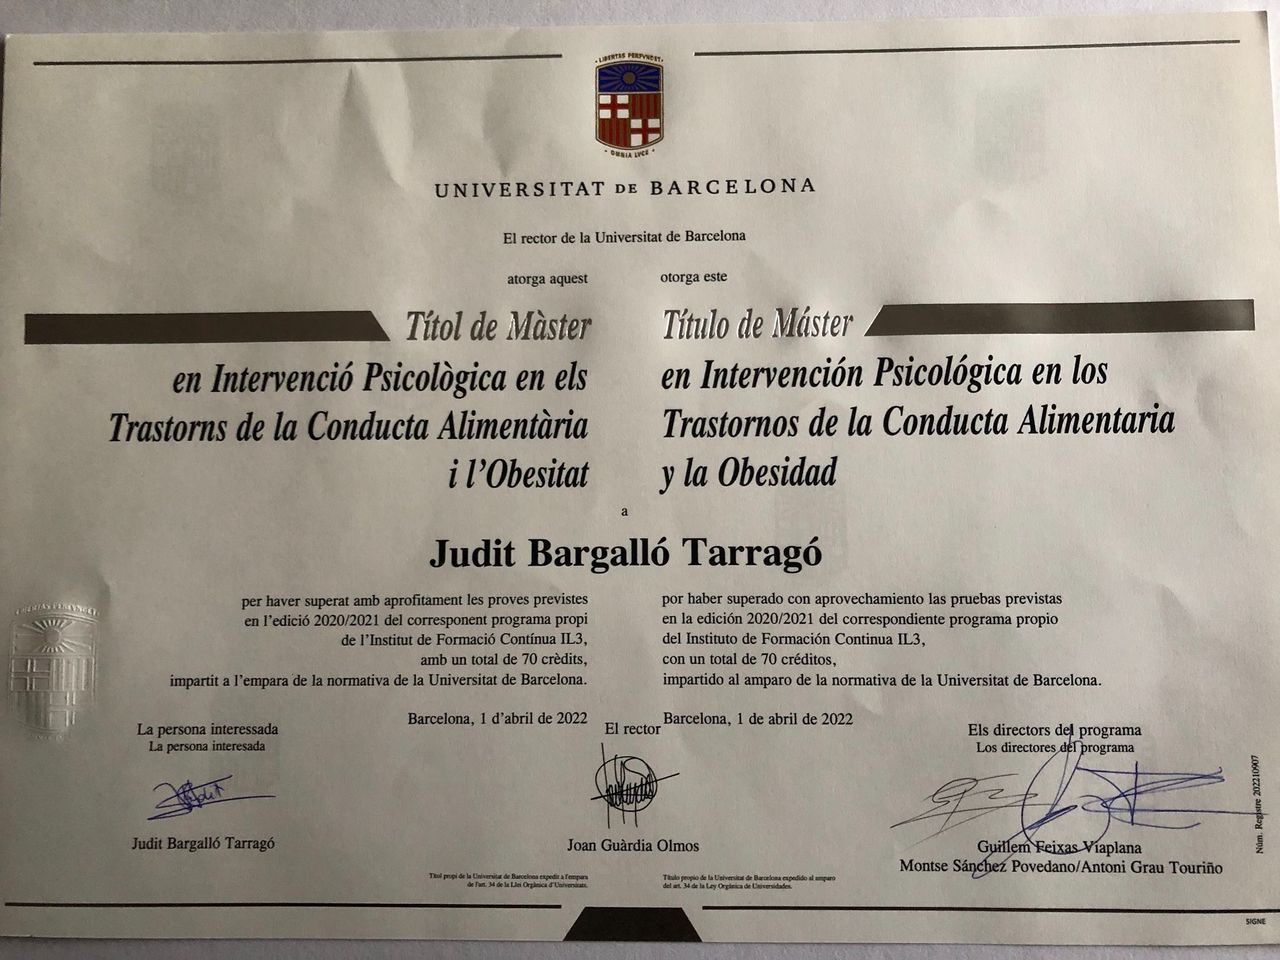 · LIBERTAS PERFVNDET ·
· OMNIA LVCE ·
UNIVERSITAT DE BARCELONA
El rector de la Universitat de Barcelona
atorga aquest
Títol de Màster
en Intervenció Psicològica en els
Trastorns de la Conducta Alimentària
i l'Obesitat
otorga este
Título de Máster
en Intervención Psicológica en los
Trastornos de la Conducta Alimentaria
y la Obesidad
a
Judit Bargalló Tarragó
per haver superat amb aprofitament les proves previstes
en l'edició 2020/2021 del corresponent programa propi
de l'Institut de Formació Contínua IL3,
amb un total de 70 crèdits,
impartit a l'empara de la normativa de la Universitat de Barcelona.
Barcelona, 1 d'abril de 2022
por haber superado con aprovechamiento las pruebas previstas
en la edición 2020/2021 del correspondiente programa propio
del Instituto de Formación Continua IL3,
con un total de 70 créditos,
impartido al amparo de la normativa de la Universitat de Barcelona.
Barcelona, 1 de abril de 2022
La persona interessada
La persona interesada
Judit Bargalló Tarragó
El rector
Joan Guàrdia Olmos
Els directors del programa
Los directores del programa
Guillem Feixas Viaplana
Montse Sánchez Povedano/Antoni Grau Touriño
Títol propi de la Universitat de Barcelona expedit a l'empara
de l'art. 34 de la Llei Orgànica d'Universitats.
Título propio de la Universitat de Barcelona expedido al amparo
del art. 34 de la Ley Orgánica de Universidades.
Núm. Registre 202210907
SIGNE